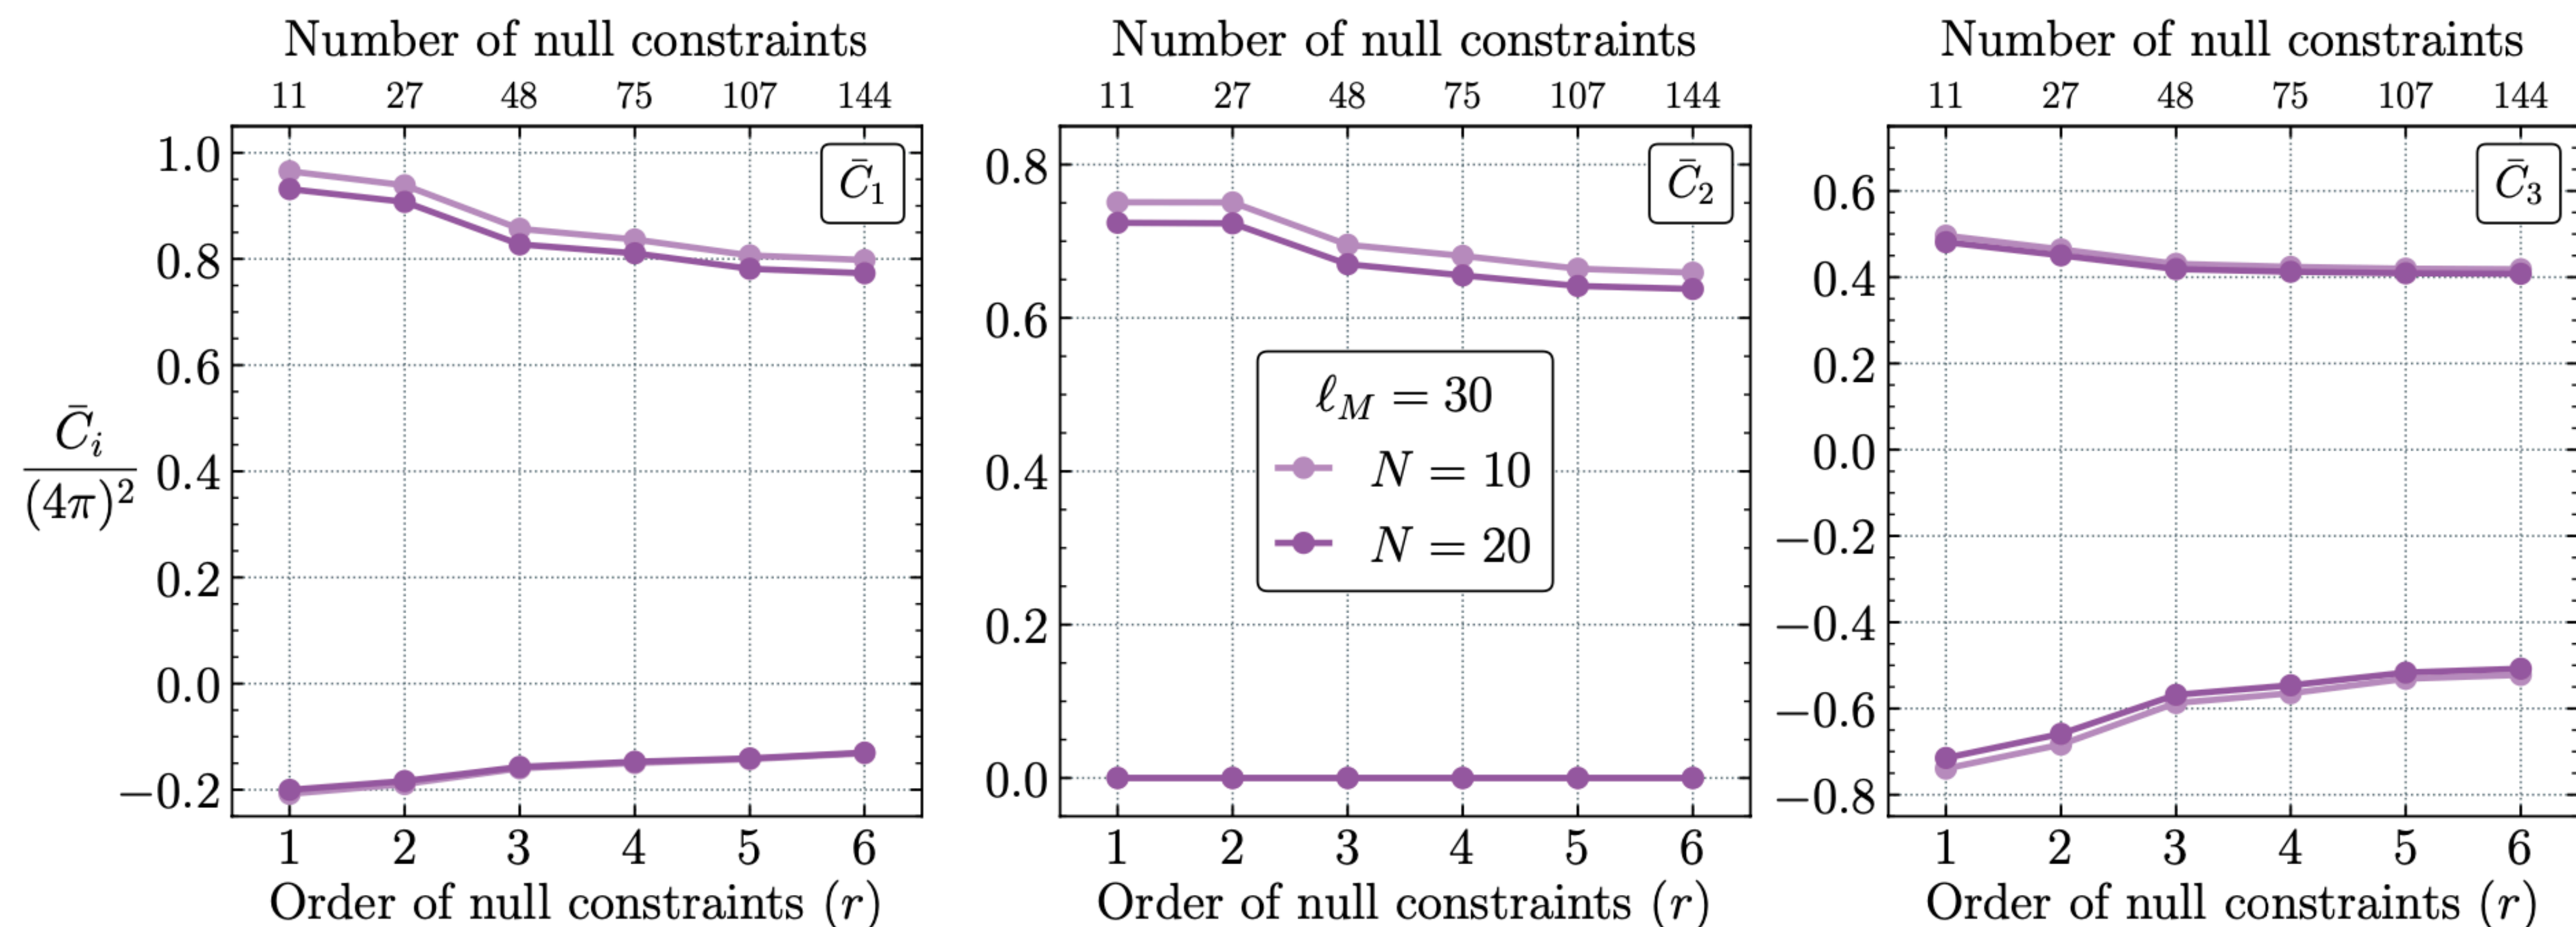 Number of null constraints
11 27 48 75 107 144
1.0
0.8
0.6
0.4
0.2
0.0
−0.2
C̄₁
C̄ᵢ
(4π)²
1 2 3 4 5 6
Order of null constraints (r)
Number of null constraints
11 27 48 75 107 144
0.8
0.6
0.4
0.2
0.0
C̄₂
ℓ_M = 30
N = 10
N = 20
1 2 3 4 5 6
Order of null constraints (r)
Number of null constraints
11 27 48 75 107 144
0.6
0.4
0.2
0.0
−0.2
−0.4
−0.6
−0.8
C̄₃
1 2 3 4 5 6
Order of null constraints (r)